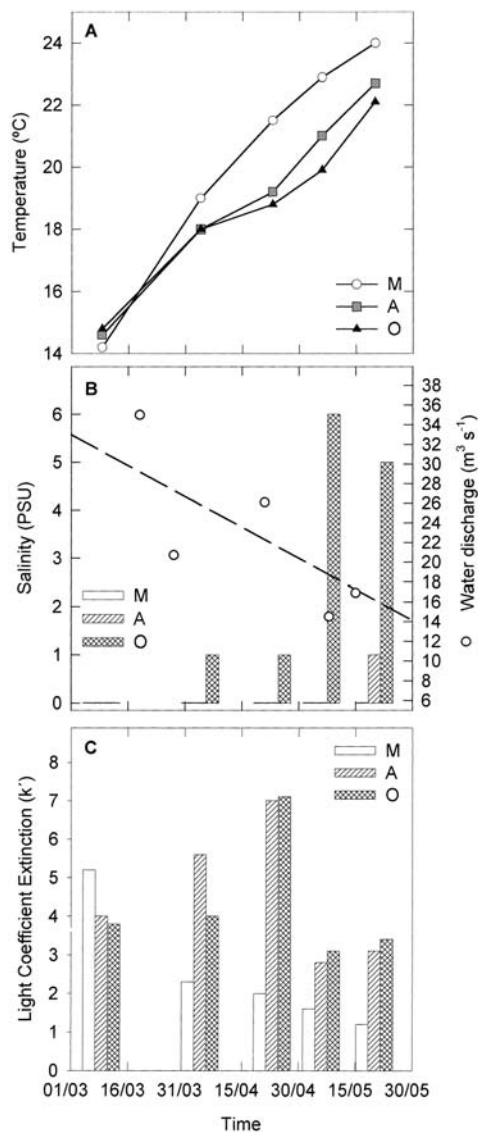 A
Temperature (ºC)
24
22
20
18
16
14
M
A
O
B
Salinity (PSU)
6
5
4
3
2
1
0
M
A
O
38
36
34
32
30
28
26
24
22
20
18
16
14
12
10
8
6
Water discharge (m³ s⁻¹)
C
Light Coefficient Extinction (k´)
8
7
6
5
4
3
2
1
0
M
A
O
01/03 16/03 31/03 15/04 30/04 15/05 30/05
Time